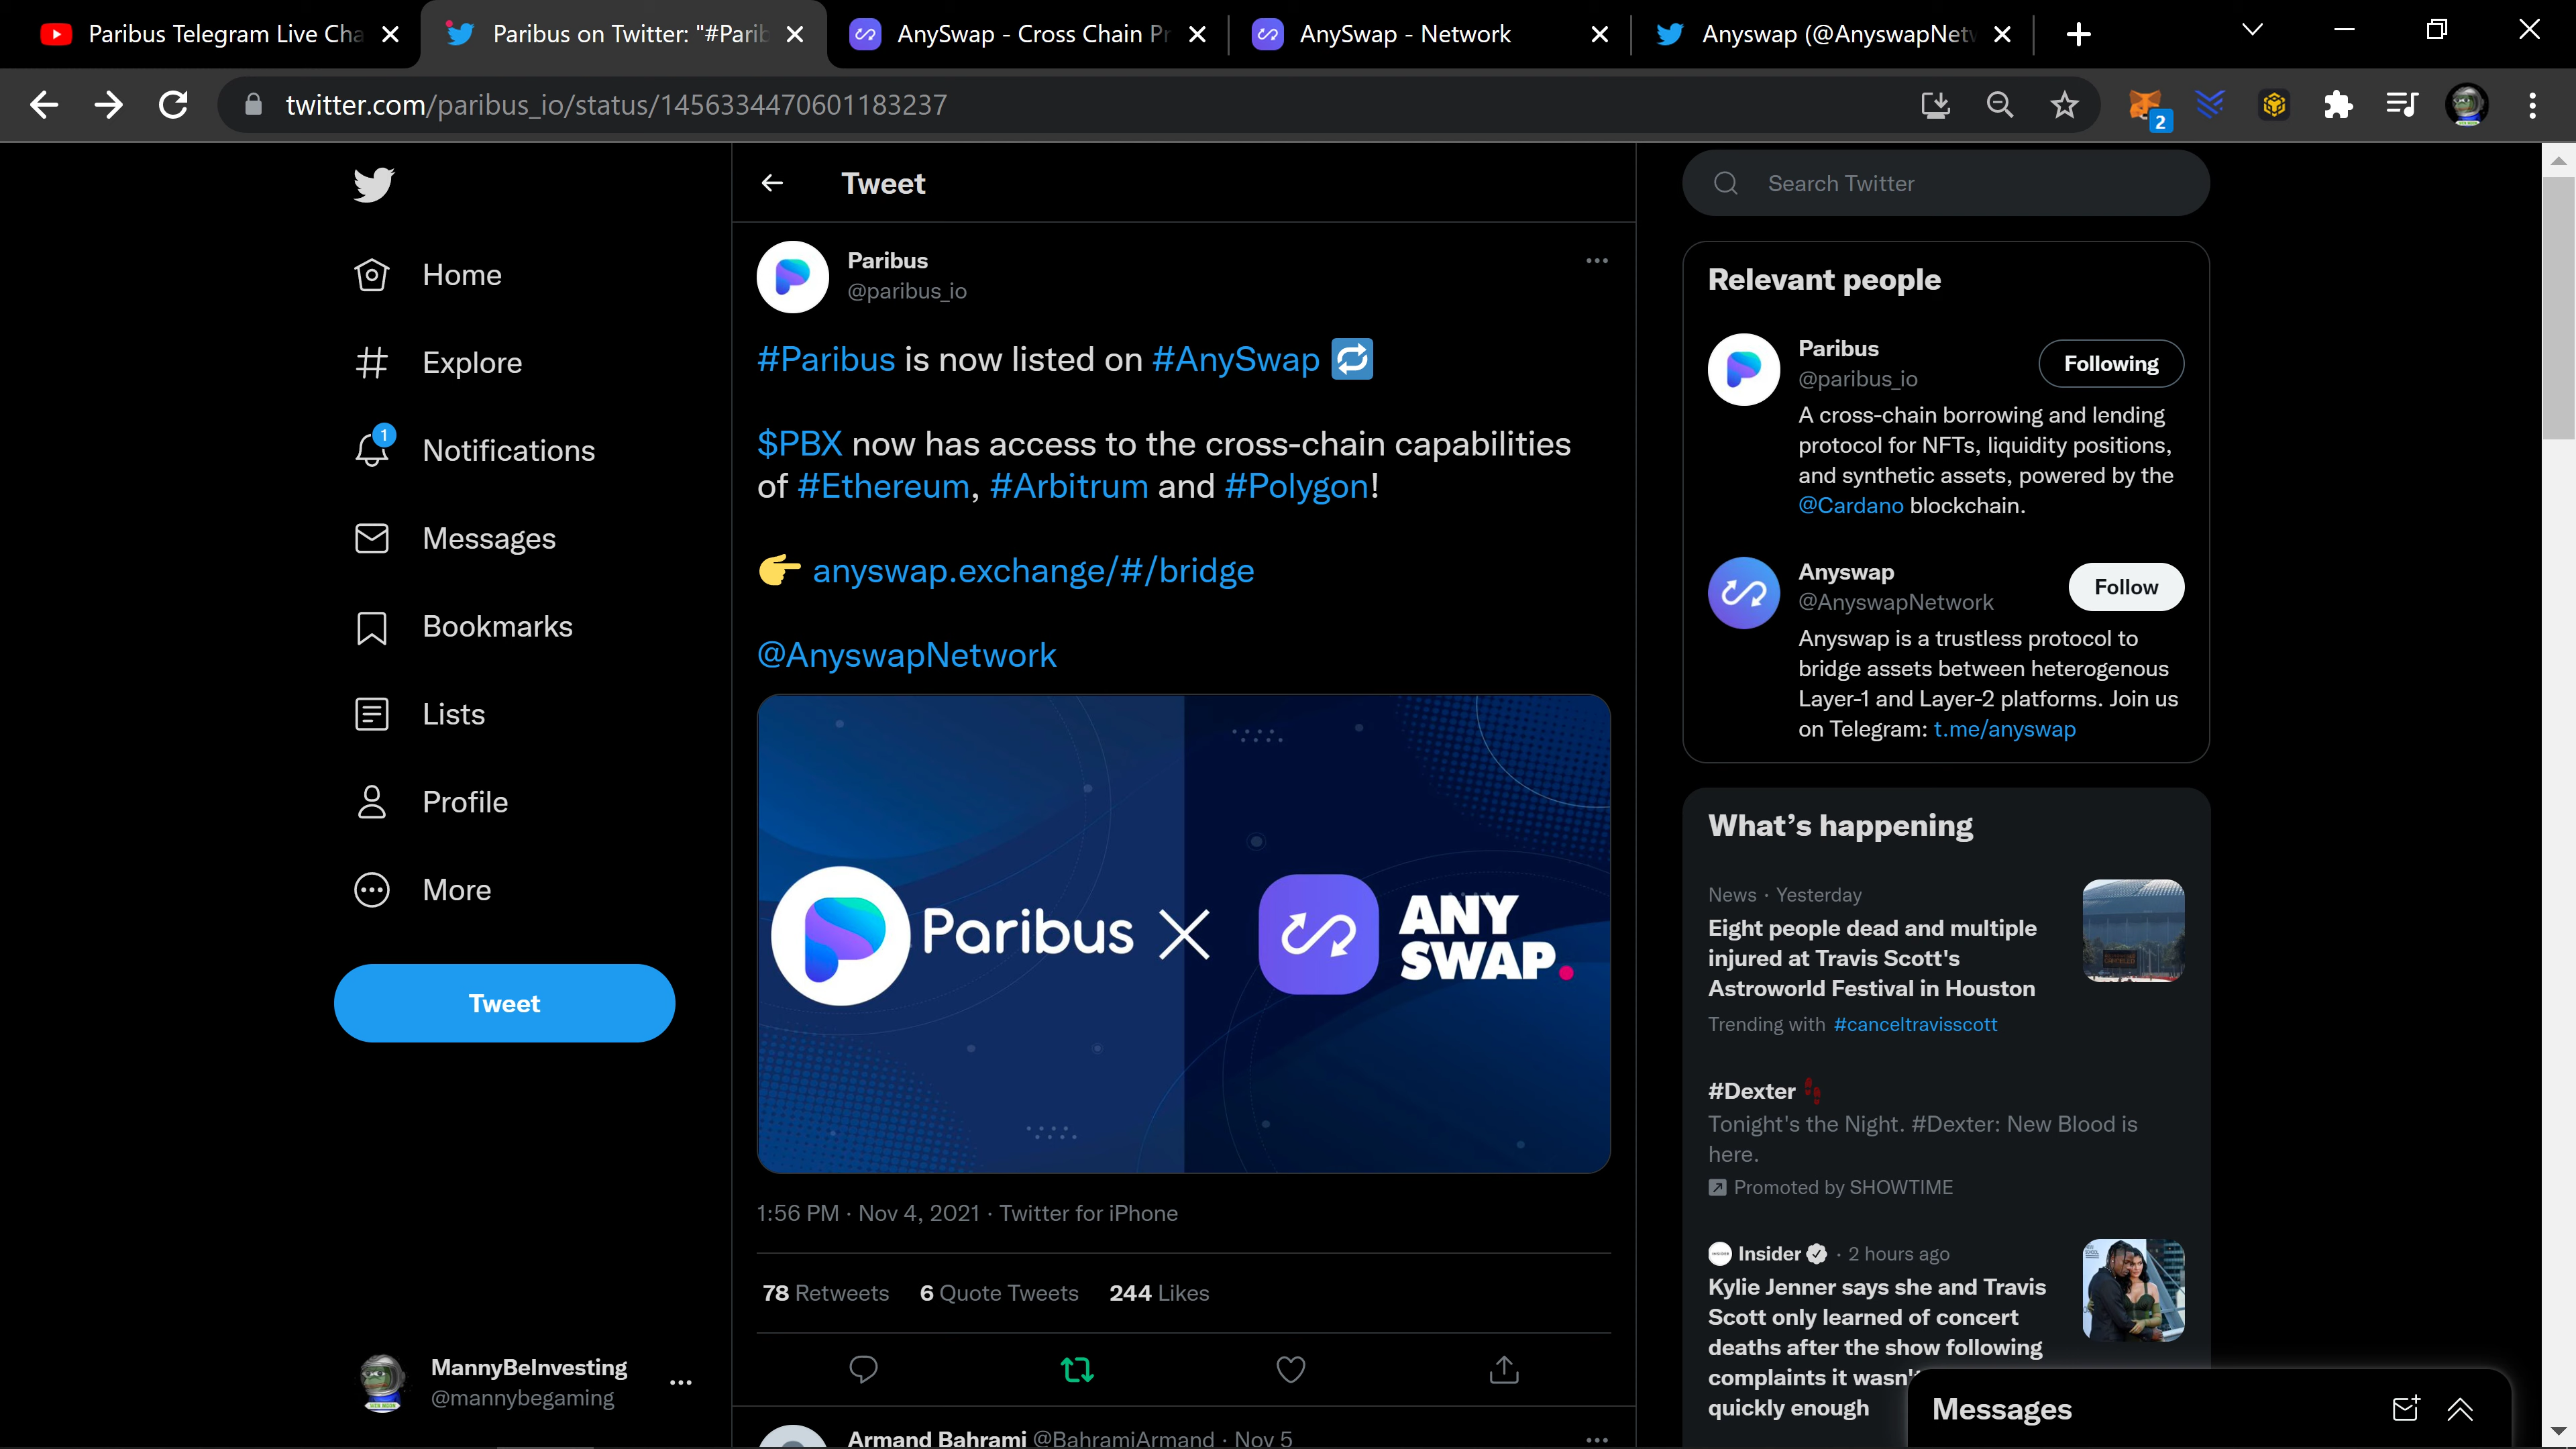 Paribus Telegram Live Cha
Paribus on Twitter: "#Parib
AnySwap - Cross Chain Pr
AnySwap - Network
Anyswap (@AnyswapNetw
twitter.com/paribus_io/status/1456334470601183237
2
Home
Explore
1
Notifications
Messages
Bookmarks
Lists
Profile
More
Tweet
MannyBeInvesting
@mannybegaming
Tweet
Paribus
@paribus_io
#Paribus is now listed on #AnySwap 🔁
$PBX now has access to the cross-chain capabilities
of #Ethereum, #Arbitrum and #Polygon!
👉 anyswap.exchange/#/bridge
@AnyswapNetwork
Paribus
ANY
SWAP.
1:56 PM · Nov 4, 2021 · Twitter for iPhone
78 Retweets 6 Quote Tweets 244 Likes
Armand Bahrami @BahramiArmand · Nov 5
Search Twitter
Relevant people
Paribus
@paribus_io
Following
A cross-chain borrowing and lending
protocol for NFTs, liquidity positions,
and synthetic assets, powered by the
@Cardano blockchain.
Anyswap
@AnyswapNetwork
Follow
Anyswap is a trustless protocol to
bridge assets between heterogenous
Layer-1 and Layer-2 platforms. Join us
on Telegram: t.me/anyswap
What's happening
News · Yesterday
Eight people dead and multiple
injured at Travis Scott's
Astroworld Festival in Houston
Trending with #canceltravisscott
#Dexter
Tonight's the Night. #Dexter: New Blood is
here.
Promoted by SHOWTIME
Insider · 2 hours ago
Kylie Jenner says she and Travis
Scott only learned of concert
deaths after the show following
complaints it wasn't
quickly enough
Messages